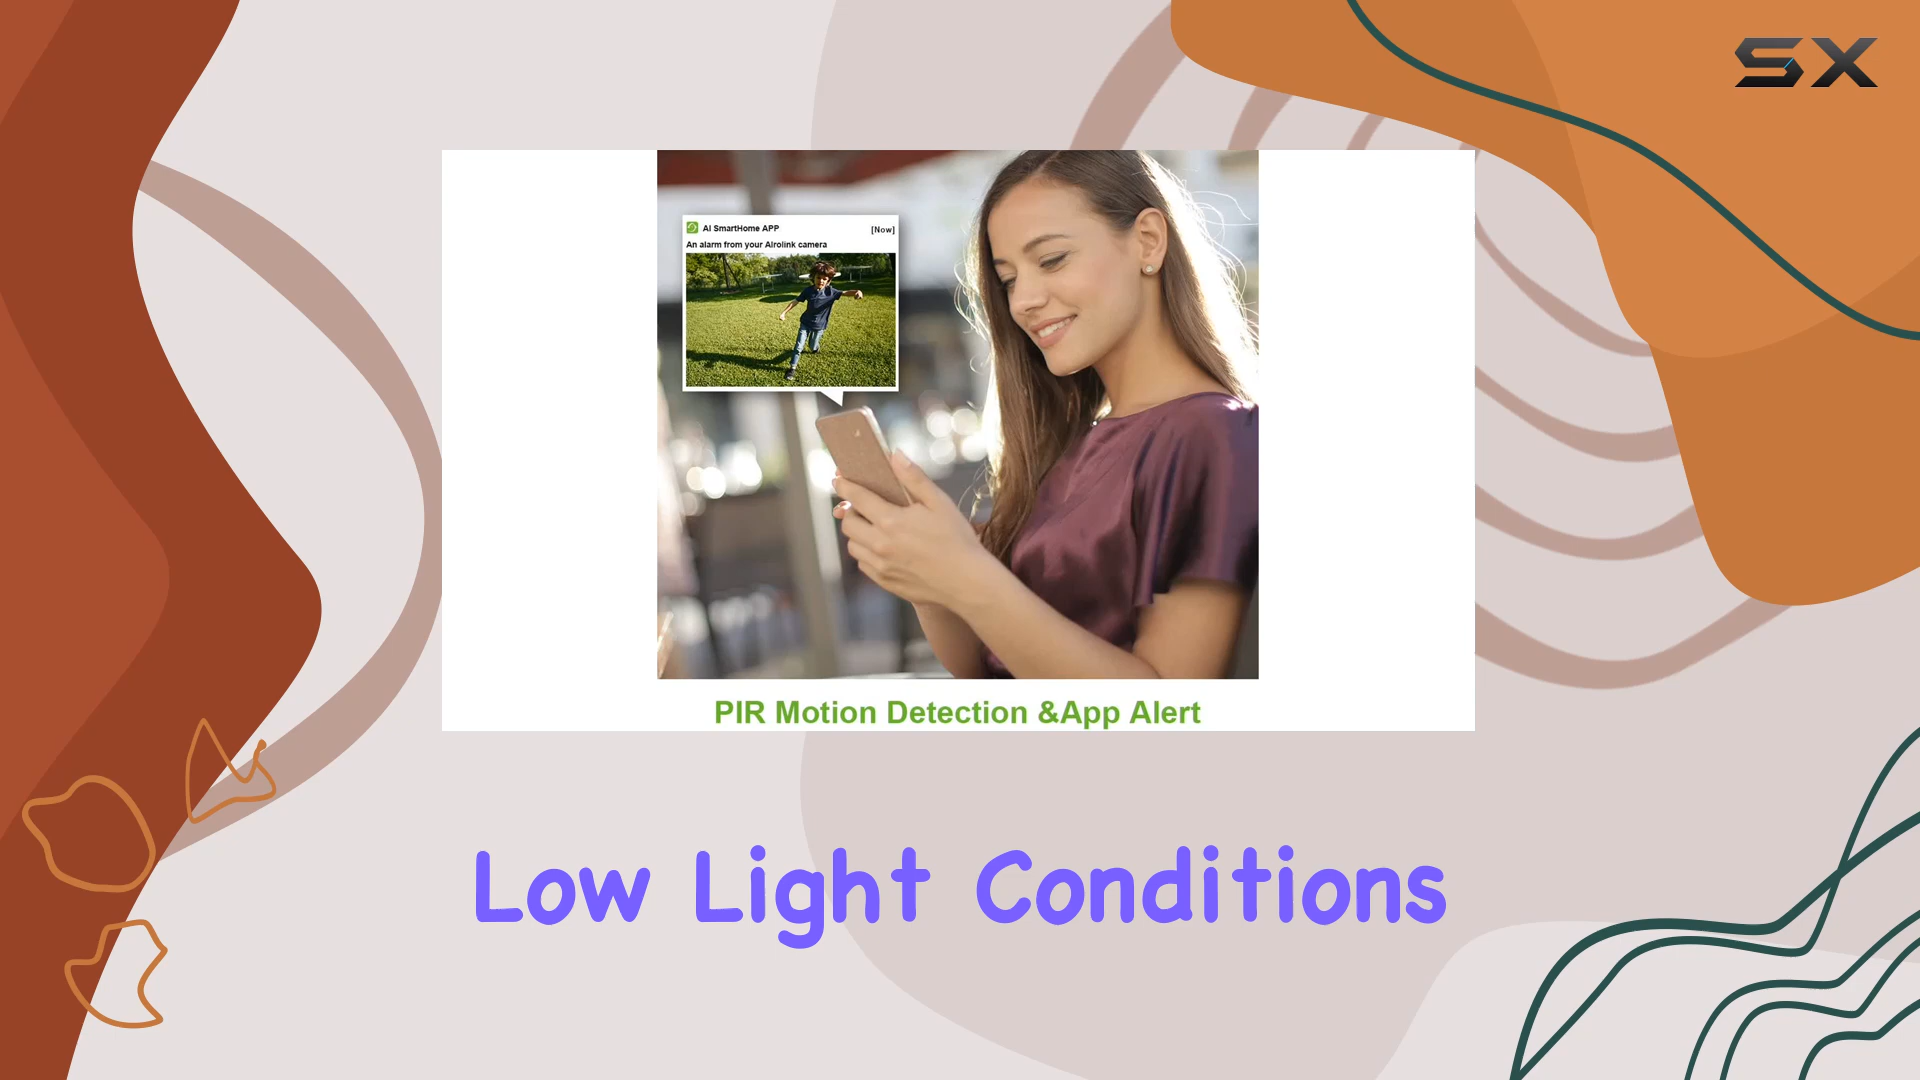 SX
AI SmartHome APP [Now]
An alarm from your AIrolink camera
PIR Motion Detection &App Alert
Low Light Conditions